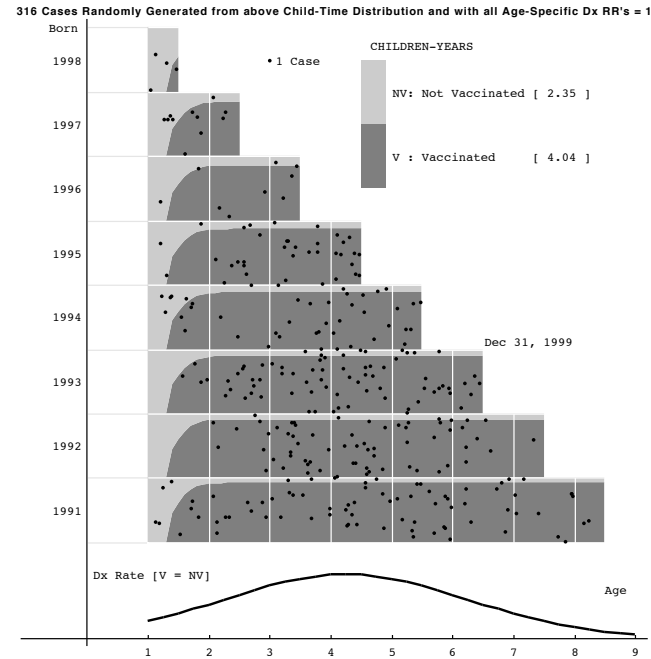 316 Cases Randomly Generated from above Child-Time Distribution and with all Age-Specific Dx RR's = 1
Born
CHILDREN-YEARS
1998
1 Case
NV: Not Vaccinated [ 2.35 ]
1997
V : Vaccinated [ 4.04 ]
1996
1995
1994
Dec 31, 1999
1993
1992
1991
Dx Rate [V = NV]
Age
1 2 3 4 5 6 7 8 9